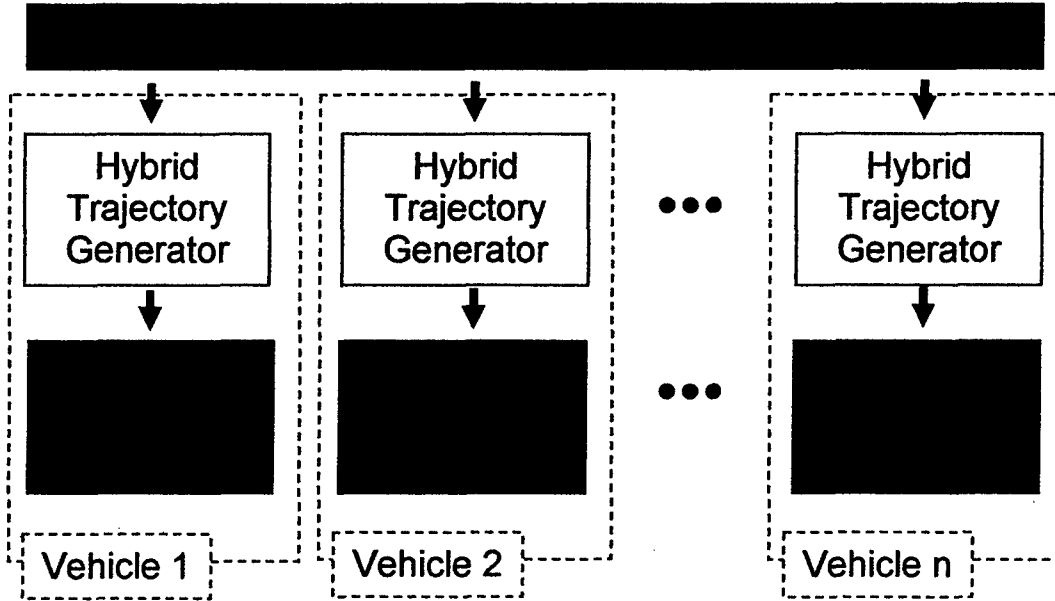 Hybrid
Trajectory
Generator
Hybrid
Trajectory
Generator
Hybrid
Trajectory
Generator
Vehicle 1
Vehicle 2
Vehicle n